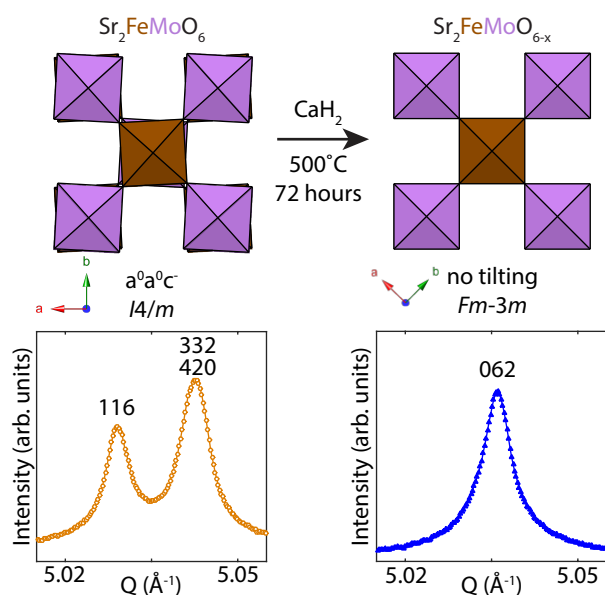 Sr₂FeMoO₆
Sr₂FeMoO₆₋ₓ
CaH₂
500˚C
72 hours
b
a
a⁰a⁰c⁻
I4/m
a
b
no tilting
Fm-3m
Intensity (arb. units)
116
332
420
5.02
5.05
Q (Å⁻¹)
Intensity (arb. units)
062
5.02
5.05
Q (Å⁻¹)